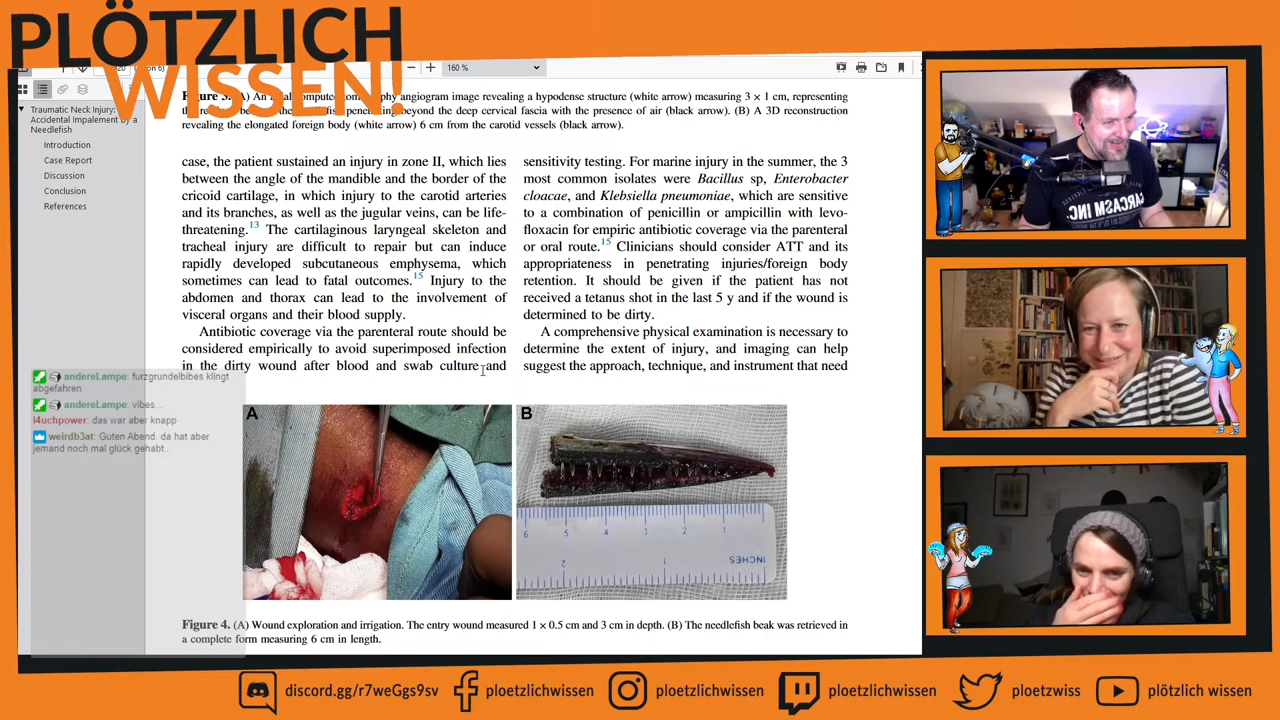 PLÖTZLICH
WISSEN!
160 %
Traumatic Neck Injury:
Accidental Impalement by a
Needlefish
Introduction
Case Report
Discussion
Conclusion
References
revealing the elongated foreign body (white arrow) 6 cm from the carotid vessels (black arrow).
case, the patient sustained an injury in zone II, which lies
between the angle of the mandible and the border of the
cricoid cartilage, in which injury to the carotid arteries
and its branches, as well as the jugular veins, can be life-
threatening.13 The cartilaginous laryngeal skeleton and
tracheal injury are difficult to repair but can induce
rapidly developed subcutaneous emphysema, which
sometimes can lead to fatal outcomes.15 Injury to the
abdomen and thorax can lead to the involvement of
visceral organs and their blood supply.
Antibiotic coverage via the parenteral route should be
considered empirically to avoid superimposed infection
in the dirty wound after blood and swab culture and
sensitivity testing. For marine injury in the summer, the 3
most common isolates were Bacillus sp, Enterobacter
cloacae, and Klebsiella pneumoniae, which are sensitive
to a combination of penicillin or ampicillin with levo-
floxacin for empiric antibiotic coverage via the parenteral
or oral route.15 Clinicians should consider ATT and its
appropriateness in penetrating injuries/foreign body
retention. It should be given if the patient has not
received a tetanus shot in the last 5 y and if the wound is
determined to be dirty.
A comprehensive physical examination is necessary to
determine the extent of injury, and imaging can help
suggest the approach, technique, and instrument that need
andereLampe: furzgrundelbibes klingt
abgefahren
andereLampe: vibes...
l4uchpower: das war aber knapp
weirdb3at: Guten Abend. da hat aber
jemand noch mal glück gehabt...
A
B
6 5 4 3 2 1
INCHES
2 1
Figure 4. (A) Wound exploration and irrigation. The entry wound measured 1 × 0.5 cm and 3 cm in depth. (B) The needlefish beak was retrieved in
a complete form measuring 6 cm in length.
SARCASM INC.
discord.gg/r7weGgs9sv
ploetzlichwissen
ploetzlichwissen
ploetzlichwissen
ploetzwiss
plötzlich wissen